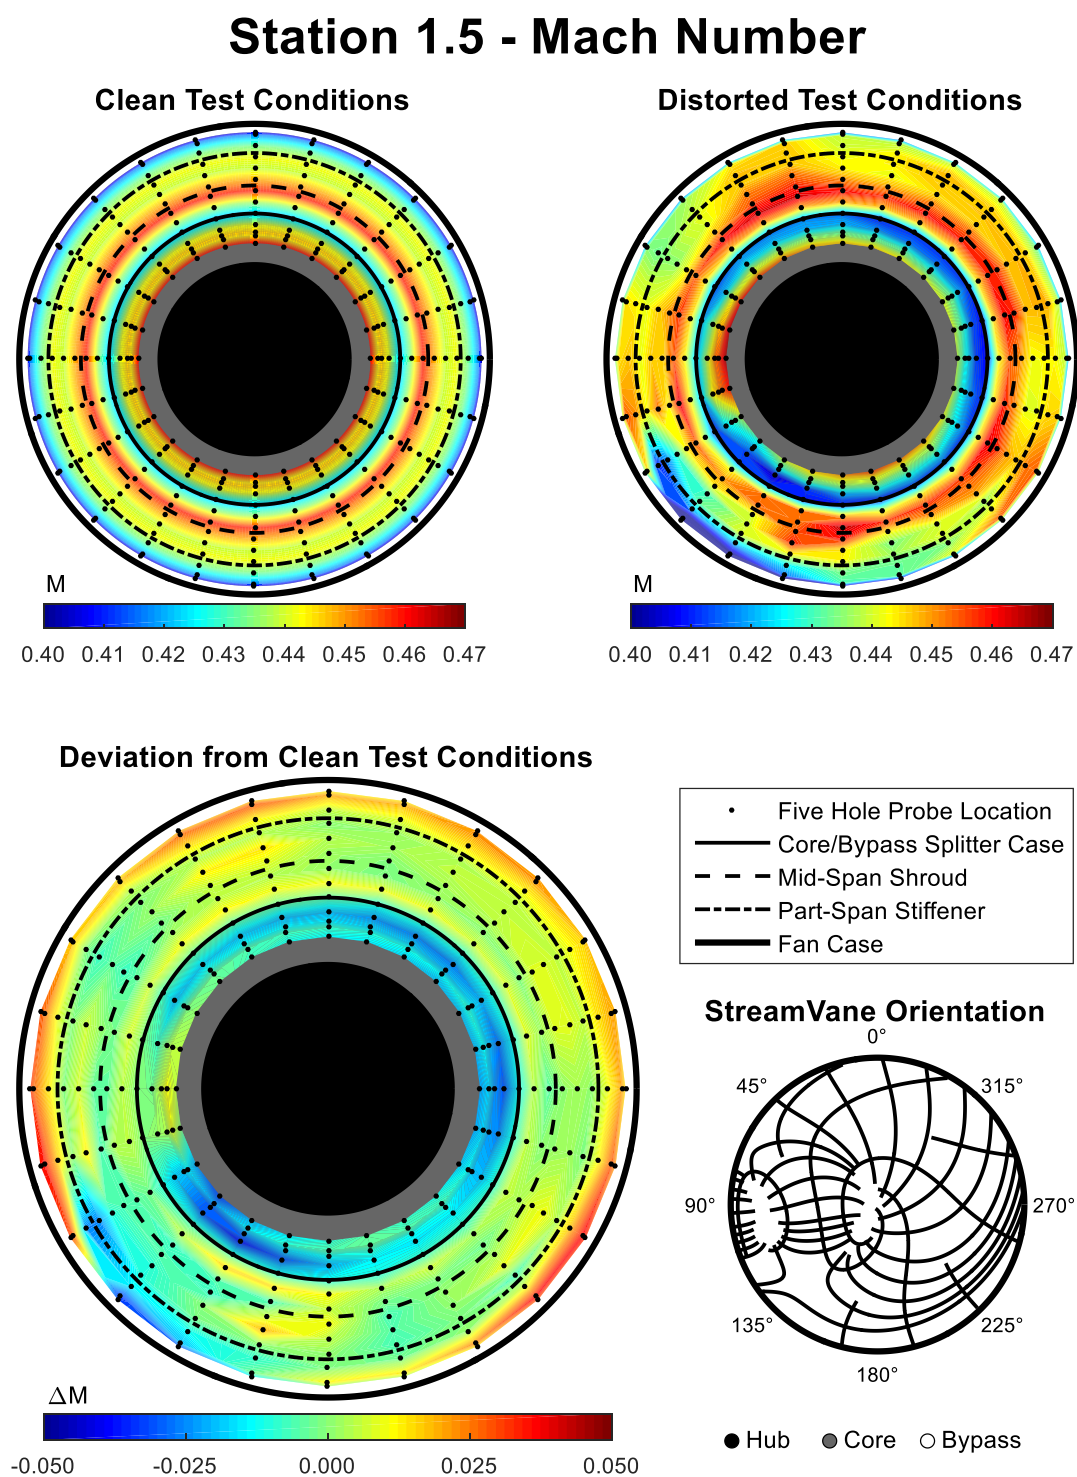 Station 1.5 - Mach Number
Clean Test Conditions
Distorted Test Conditions
M
0.40 0.41 0.42 0.43 0.44 0.45 0.46 0.47
M
0.40 0.41 0.42 0.43 0.44 0.45 0.46 0.47
Deviation from Clean Test Conditions
Five Hole Probe Location
Core/Bypass Splitter Case
Mid-Span Shroud
Part-Span Stiffener
Fan Case
StreamVane Orientation
0°
45°
315°
90°
270°
135°
225°
180°
ΔM
-0.050 -0.025 0.000 0.025 0.050
Hub Core Bypass